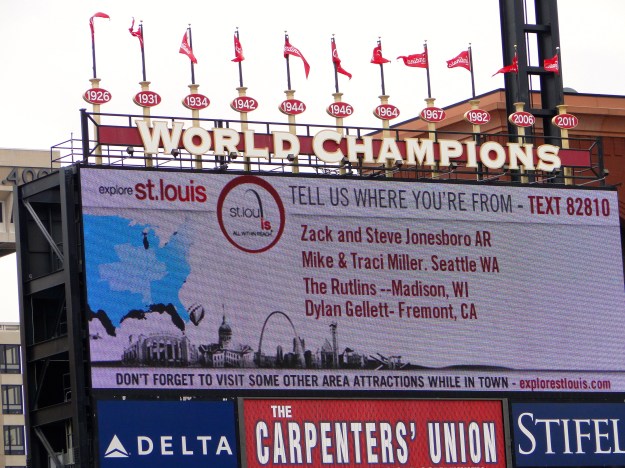 1926 1931 1934 1942 1944 1946 1964 1967 1982 2006 2011
WORLD CHAMPIONS
explore st.louis
TELL US WHERE YOU'RE FROM - TEXT 82810
st.louis
ALL WITHIN REACH.
Zack and Steve Jonesboro AR
Mike & Traci Miller. Seattle WA
The Rutlins --Madison, WI
Dylan Gellett- Fremont, CA
DON'T FORGET TO VISIT SOME OTHER AREA ATTRACTIONS WHILE IN TOWN - explorestlouis.com
DELTA
THE
CARPENTERS' UNION
STIFEL